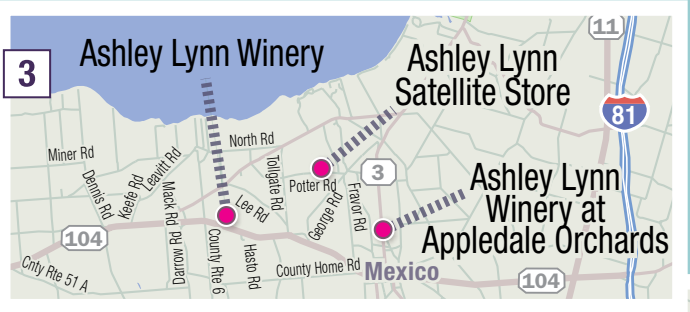 3
Ashley Lynn Winery
Ashley Lynn
Satellite Store
11
81
North Rd
Miner Rd
Leavitt Rd
Keefe Rd
Dennis Rd
Mack Rd
Tollgate Rd
Potter Rd
3
Lee Rd
George Rd
Fravor Rd
Ashley Lynn
Winery at
Appledale Orchards
104
Darrow Rd
County Rte 6
Hasto Rd
Cnty Rte 51 A
County Home Rd
Mexico
104